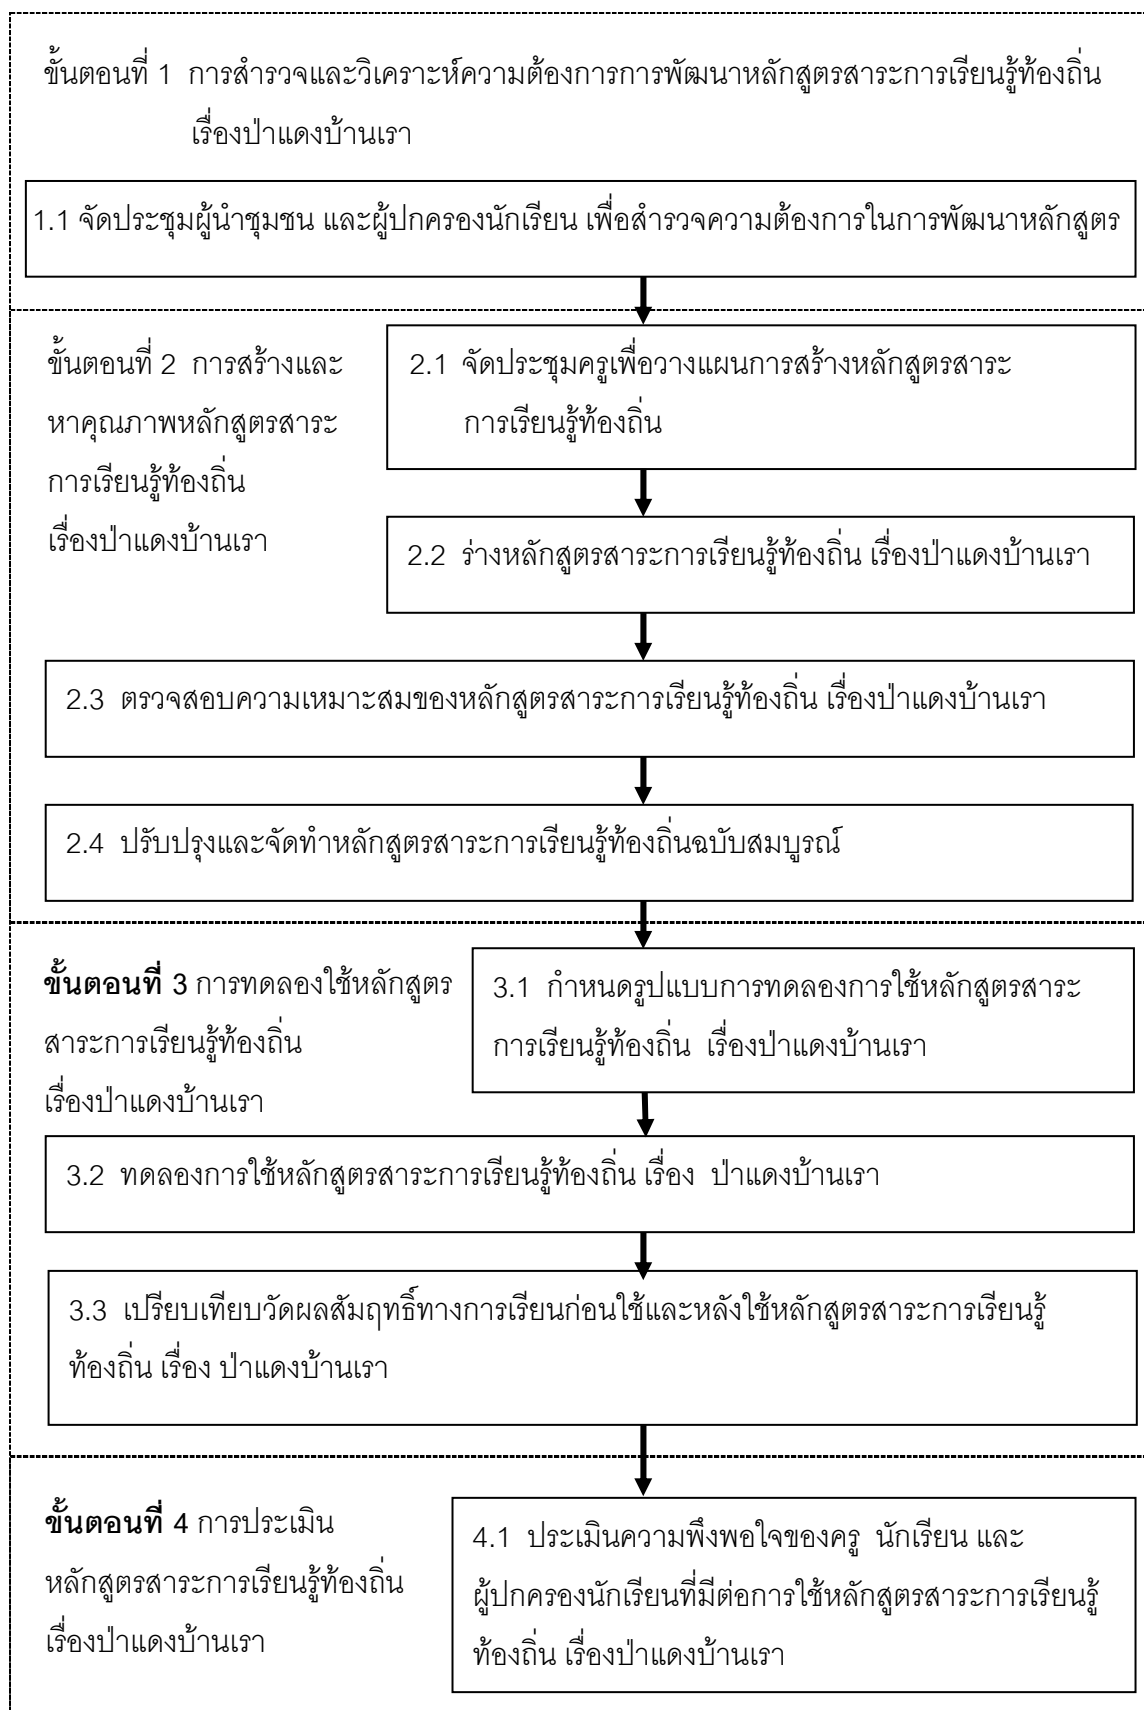 ขั้นตอนที่ 1 การสำรวจและวิเคราะห์ความต้องการการพัฒนาหลักสูตรสาระการเรียนรู้ท้องถิ่น
เรื่องป่าแดงบ้านเรา
1.1 จัดประชุมผู้นำชุมชน และผู้ปกครองนักเรียน เพื่อสำรวจความต้องการในการพัฒนาหลักสูตร
ขั้นตอนที่ 2 การสร้างและ
หาคุณภาพหลักสูตรสาระ
การเรียนรู้ท้องถิ่น
เรื่องป่าแดงบ้านเรา
2.1 จัดประชุมครูเพื่อวางแผนการสร้างหลักสูตรสาระ
การเรียนรู้ท้องถิ่น
2.2 ร่างหลักสูตรสาระการเรียนรู้ท้องถิ่น เรื่องป่าแดงบ้านเรา
2.3 ตรวจสอบความเหมาะสมของหลักสูตรสาระการเรียนรู้ท้องถิ่น เรื่องป่าแดงบ้านเรา
2.4 ปรับปรุงและจัดทำหลักสูตรสาระการเรียนรู้ท้องถิ่นฉบับสมบูรณ์
ขั้นตอนที่ 3 การทดลองใช้หลักสูตร
สาระการเรียนรู้ท้องถิ่น
เรื่องป่าแดงบ้านเรา
3.1 กำหนดรูปแบบการทดลองการใช้หลักสูตรสาระ
การเรียนรู้ท้องถิ่น เรื่องป่าแดงบ้านเรา
3.2 ทดลองการใช้หลักสูตรสาระการเรียนรู้ท้องถิ่น เรื่อง ป่าแดงบ้านเรา
3.3 เปรียบเทียบวัดผลสัมฤทธิ์ทางการเรียนก่อนใช้และหลังใช้หลักสูตรสาระการเรียนรู้
ท้องถิ่น เรื่อง ป่าแดงบ้านเรา
ขั้นตอนที่ 4 การประเมิน
หลักสูตรสาระการเรียนรู้ท้องถิ่น
เรื่องป่าแดงบ้านเรา
4.1 ประเมินความพึงพอใจของครู นักเรียน และ
ผู้ปกครองนักเรียนที่มีต่อการใช้หลักสูตรสาระการเรียนรู้
ท้องถิ่น เรื่องป่าแดงบ้านเรา